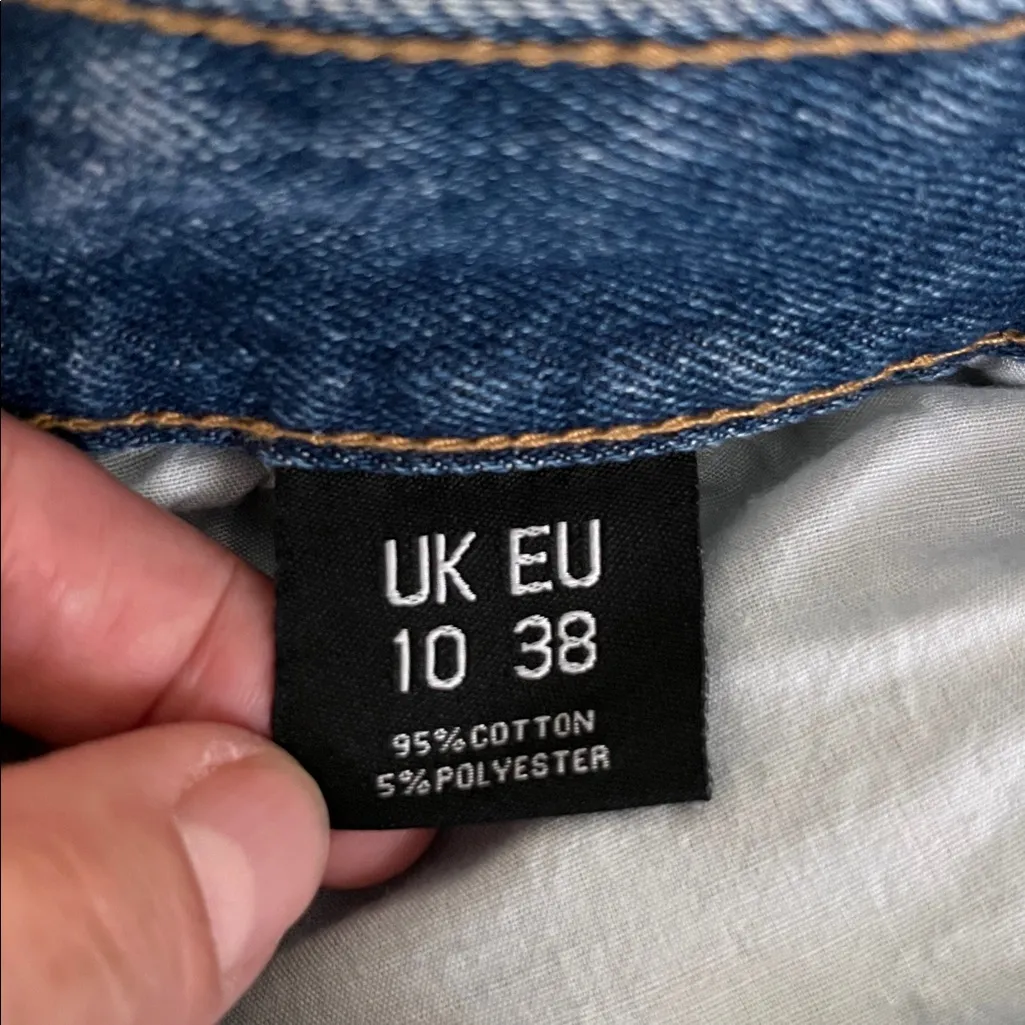 UK EU
10 38
95%COTTON
5%POLYESTER